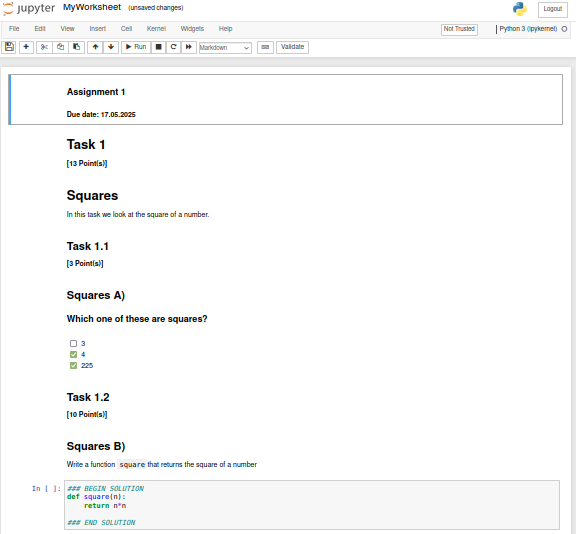 jupyter MyWorksheet (unsaved changes) Logout
File Edit View Insert Cell Kernel Widgets Help Not Trusted Python 3 (ipykernel)
Run Markdown Validate
Assignment 1
Due date: 17.05.2025
Task 1
[13 Point(s)]
Squares
In this task we look at the square of a number.
Task 1.1
[3 Point(s)]
Squares A)
Which one of these are squares?
3
4
225
Task 1.2
[10 Point(s)]
Squares B)
Write a function square that returns the square of a number
In [ ]: ### BEGIN SOLUTION
def square(n):
    return n*n
### END SOLUTION